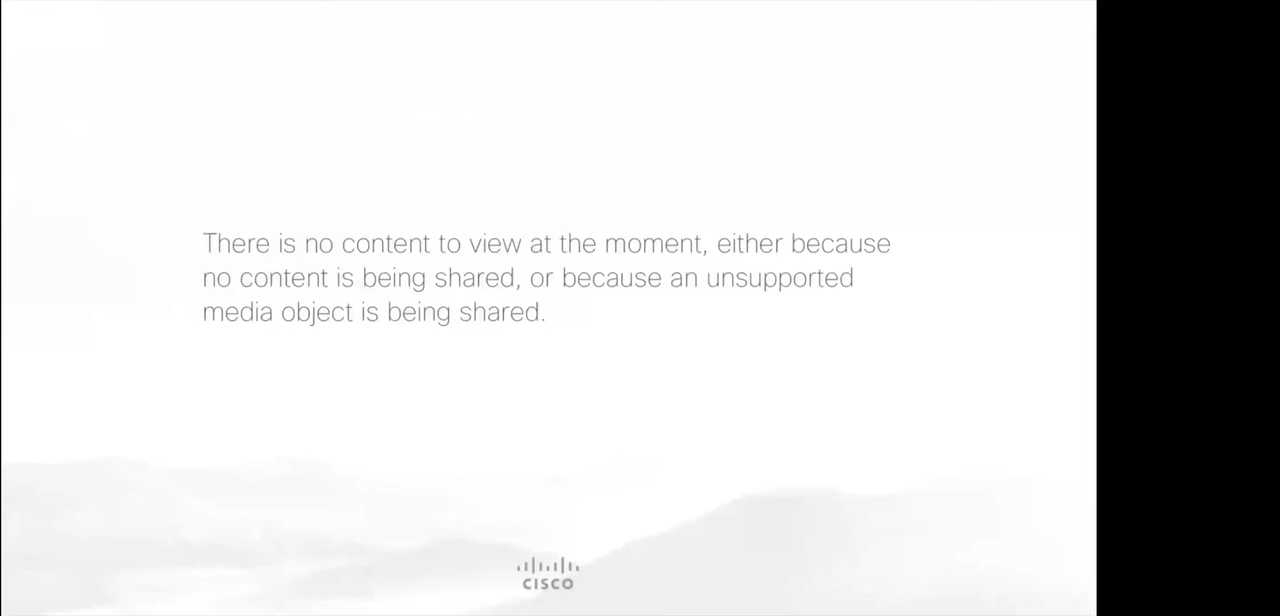 There is no content to view at the moment, either because
no content is being shared, or because an unsupported
media object is being shared.
CISCO